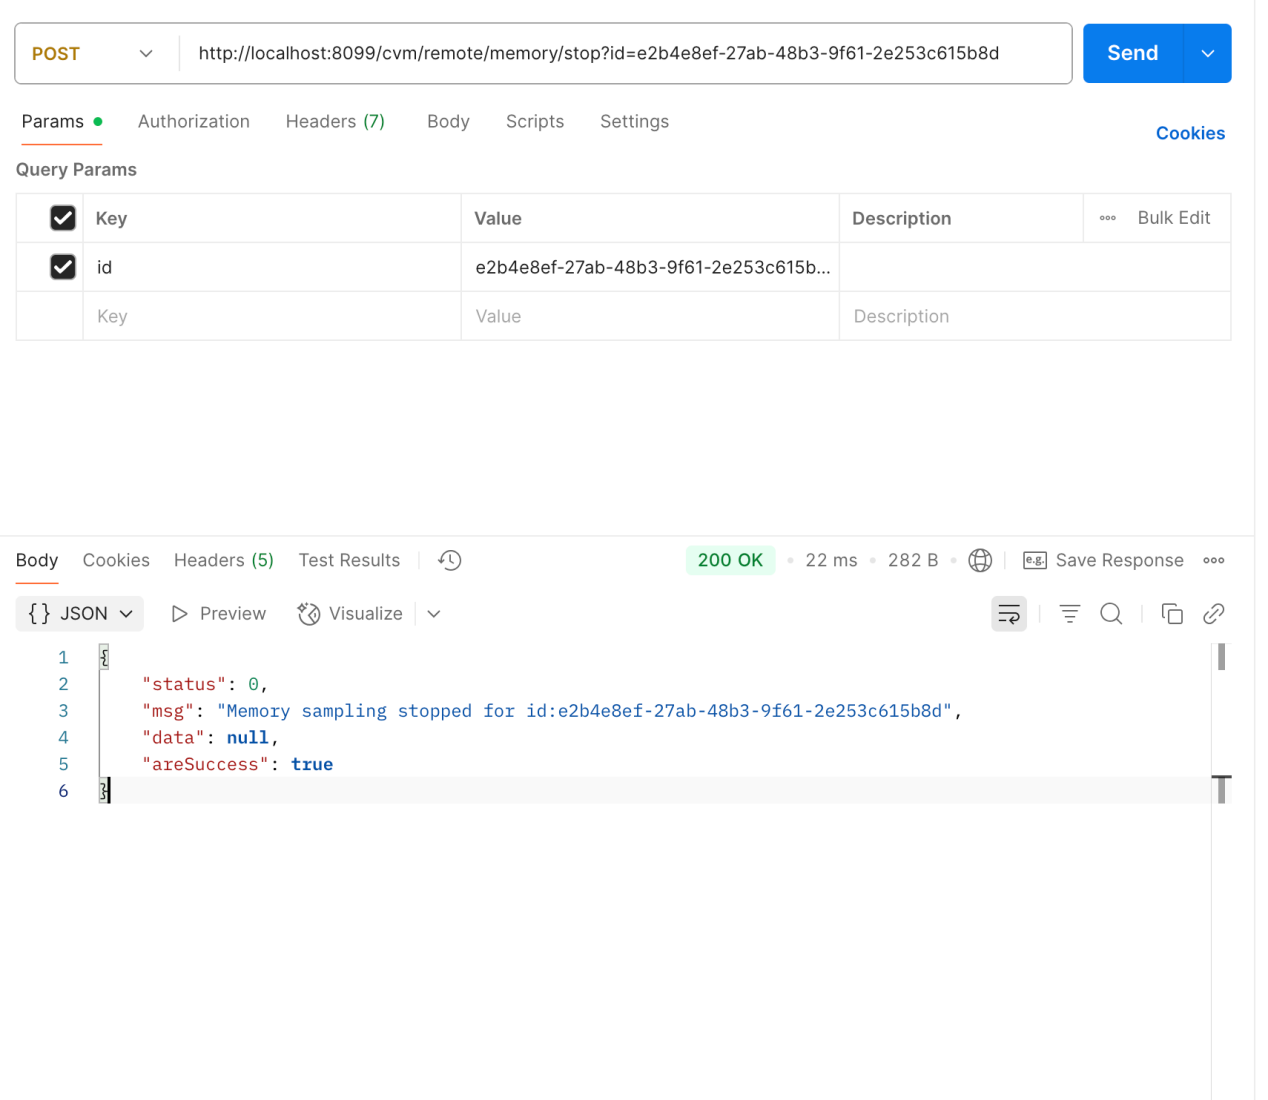 POST http://localhost:8099/cvm/remote/memory/stop?id=e2b4e8ef-27ab-48b3-9f61-2e253c615b8d Send
Params Authorization Headers (7) Body Scripts Settings Cookies
Query Params
Key Value Description Bulk Edit
id e2b4e8ef-27ab-48b3-9f61-2e253c615b...
Key Value Description
Body Cookies Headers (5) Test Results 200 OK 22 ms 282 B e.g. Save Response
{} JSON Preview Visualize
1 {
2 "status": 0,
3 "msg": "Memory sampling stopped for id:e2b4e8ef-27ab-48b3-9f61-2e253c615b8d",
4 "data": null,
5 "areSuccess": true
6 }